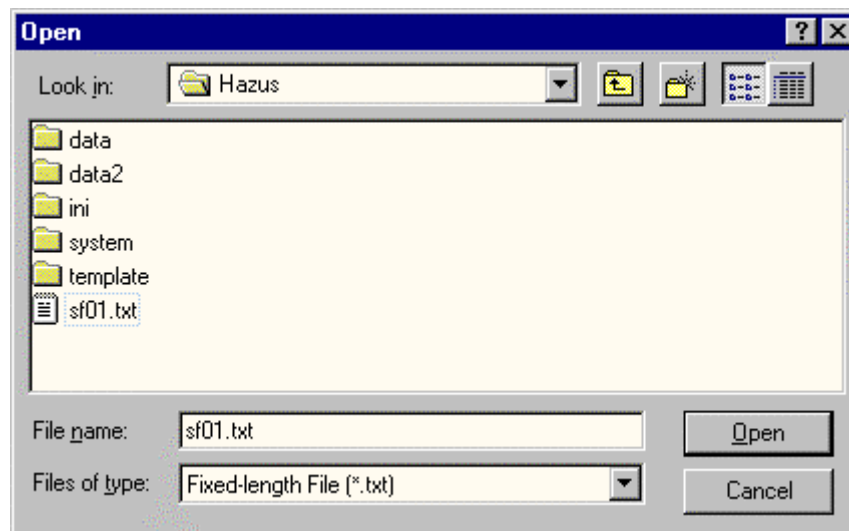 Open
Look in: Hazus
data
data2
ini
system
template
sf01.txt
File name: sf01.txt Open
Files of type: Fixed-length File (*.txt) Cancel